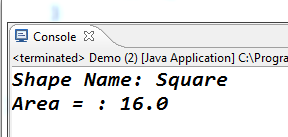 Console
<terminated> Demo (2) [Java Application] C:\Progra
Shape Name: Square
Area = : 16.0